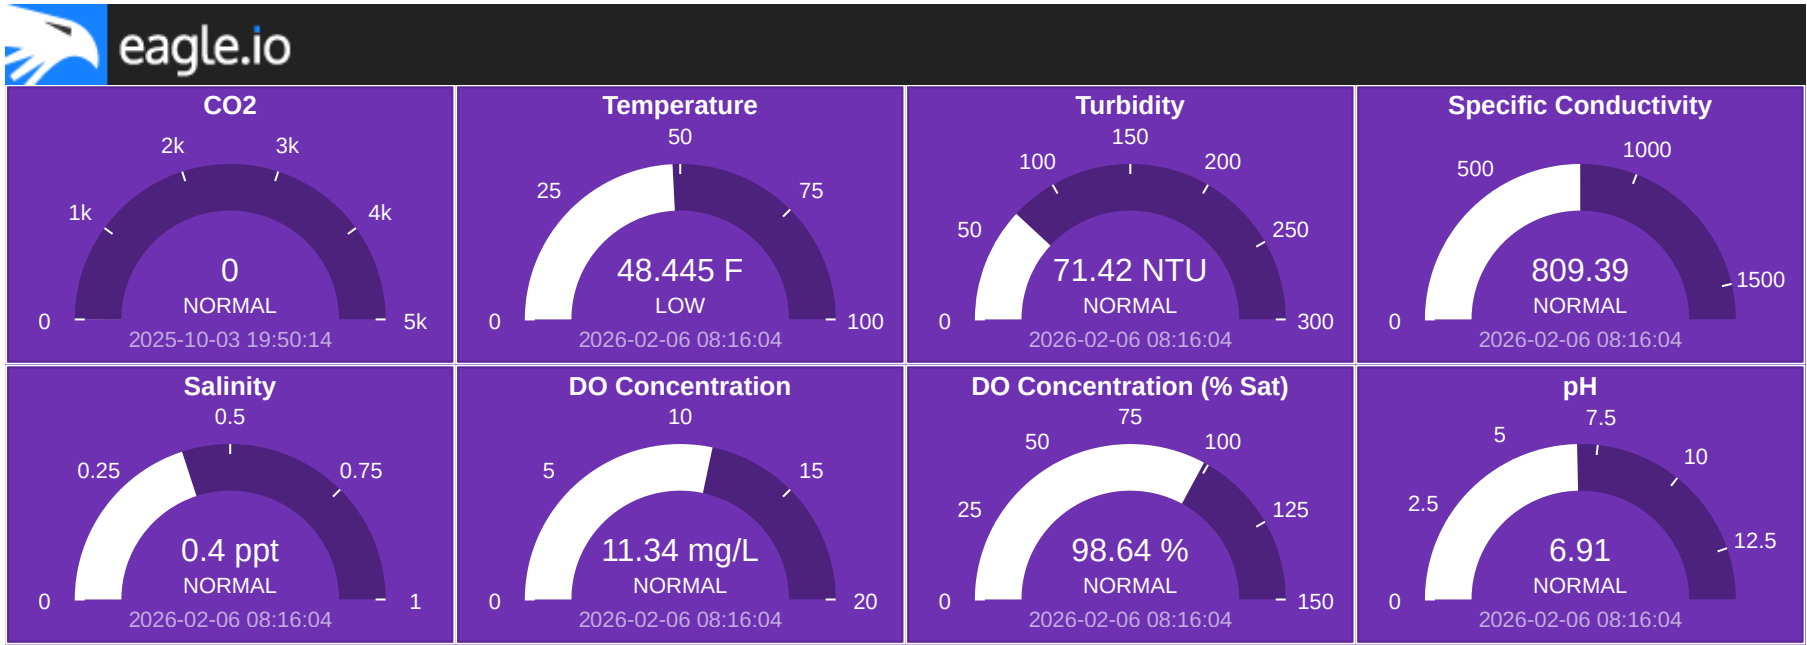 eagle.io
CO2
0
1k
2k
3k
4k
5k
0
NORMAL
2025-10-03 19:50:14
Temperature
0
25
50
75
100
48.445 F
LOW
2026-02-06 08:16:04
Turbidity
0
50
100
150
200
250
300
71.42 NTU
NORMAL
2026-02-06 08:16:04
Specific Conductivity
0
500
1000
1500
809.39
NORMAL
2026-02-06 08:16:04
Salinity
0
0.25
0.5
0.75
1
0.4 ppt
NORMAL
2026-02-06 08:16:04
DO Concentration
0
5
10
15
20
11.34 mg/L
NORMAL
2026-02-06 08:16:04
DO Concentration (% Sat)
0
25
50
75
100
125
150
98.64 %
NORMAL
2026-02-06 08:16:04
pH
0
2.5
5
7.5
10
12.5
6.91
NORMAL
2026-02-06 08:16:04